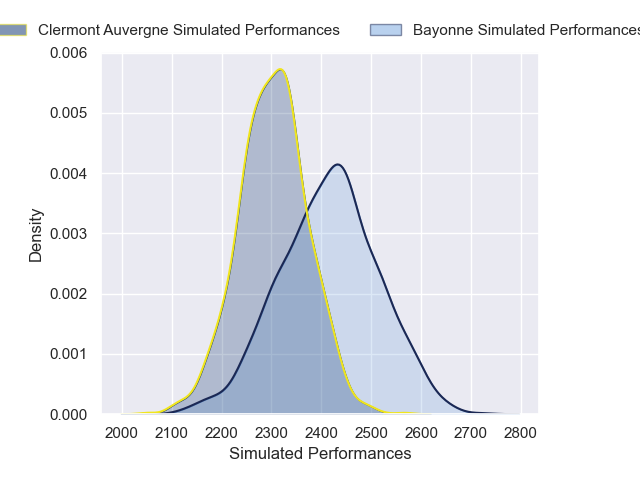 Clermont Auvergne Simulated Performances Bayonne Simulated Performances
0.006
0.005
0.004
0.003
0.002
0.001
0.000
Density
2000 2100 2200 2300 2400 2500 2600 2700 2800
Simulated Performances